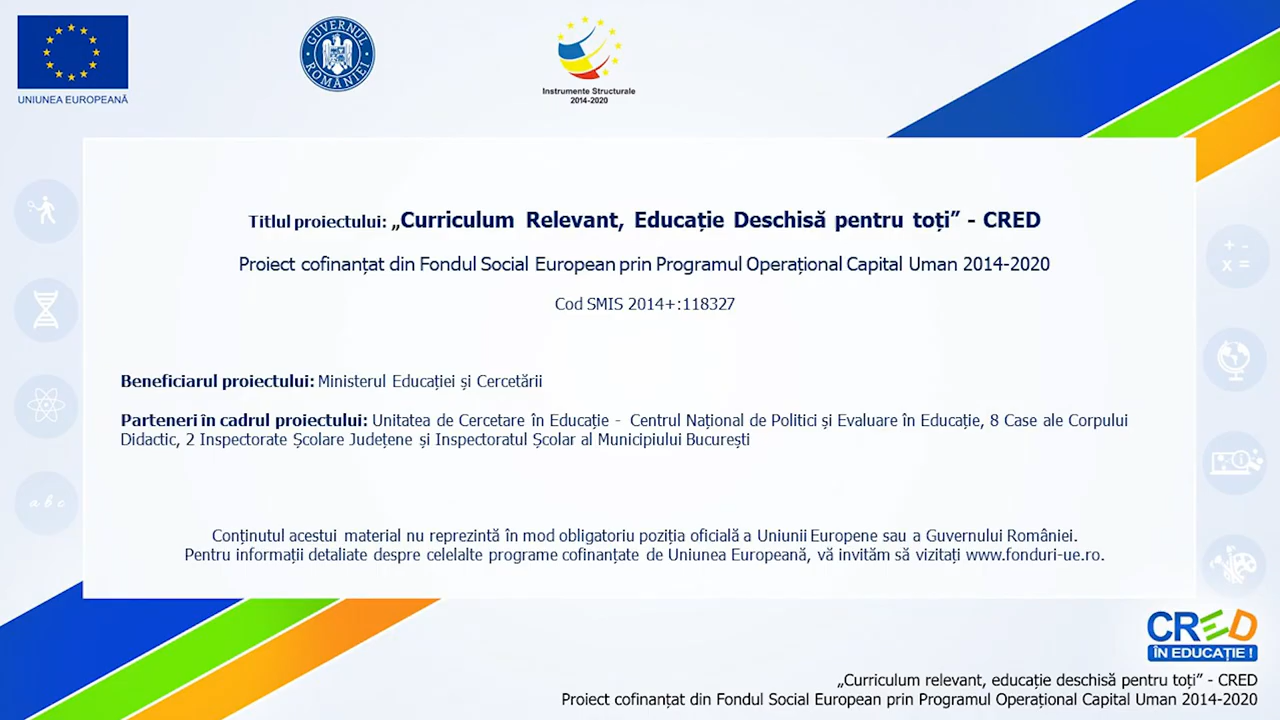 UNIUNEA EUROPEANĂ
GUVERNUL ROMÂNIEI
Instrumente Structurale
2014-2020
Titlul proiectului: „Curriculum Relevant, Educație Deschisă pentru toți” - CRED
Proiect cofinanțat din Fondul Social European prin Programul Operațional Capital Uman 2014-2020
Cod SMIS 2014+:118327
Beneficiarul proiectului: Ministerul Educației și Cercetării
Parteneri în cadrul proiectului: Unitatea de Cercetare în Educație - Centrul Național de Politici și Evaluare în Educație, 8 Case ale Corpului
Didactic, 2 Inspectorate Școlare Județene și Inspectoratul Școlar al Municipiului București
a b c
+ -
x =
Conținutul acestui material nu reprezintă în mod obligatoriu poziția oficială a Uniunii Europene sau a Guvernului României.
Pentru informații detaliate despre celelalte programe cofinanțate de Uniunea Europeană, vă invităm să vizitați www.fonduri-ue.ro.
CRED
ÎN EDUCAȚIE !
„Curriculum relevant, educație deschisă pentru toți” - CRED
Proiect cofinanțat din Fondul Social European prin Programul Operațional Capital Uman 2014-2020